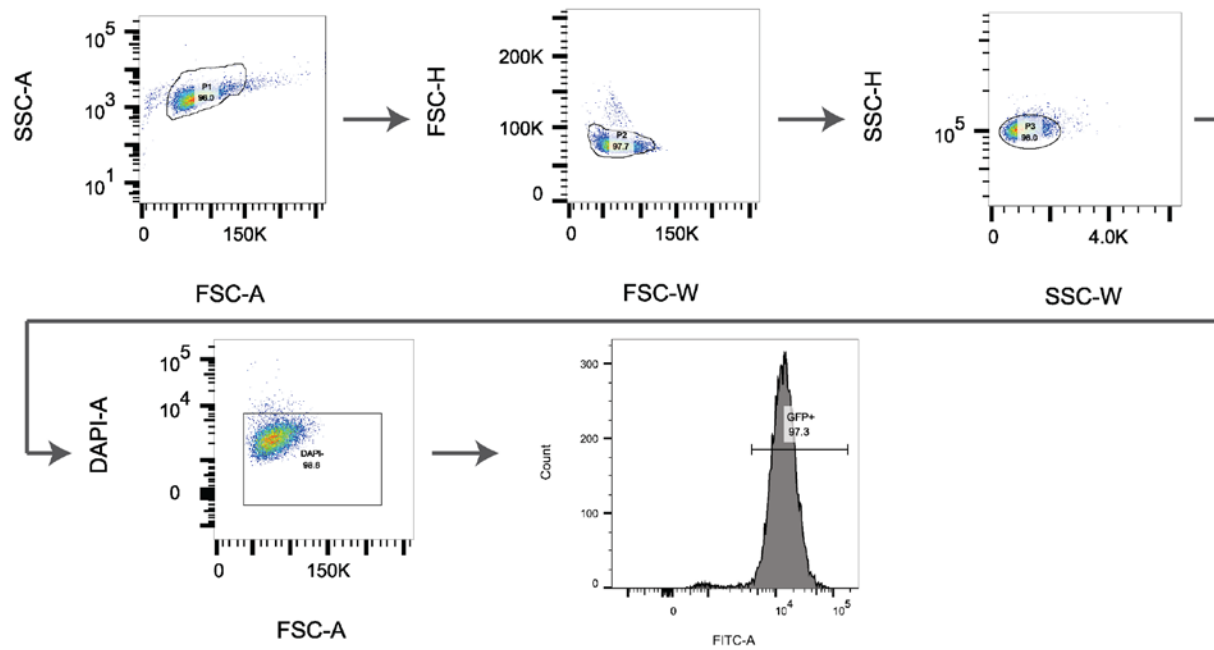 SSC-A
10^5
10^3
10^1
P1
96.0
0
150K
FSC-A
FSC-H
200K
100K
0
P2
97.7
0
150K
FSC-W
SSC-H
10^5
P3
98.0
0
4.0K
SSC-W
DAPI-A
10^5
10^4
0
DAPI-
98.6
0
150K
FSC-A
Count
300
200
100
0
GFP+
97.3
0
10^4
10^5
FITC-A